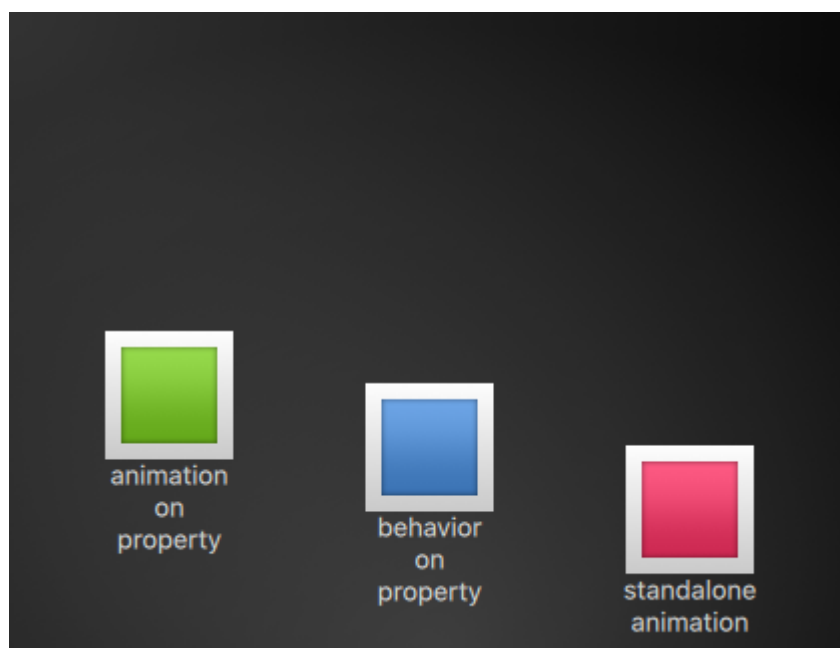 animation
on
property
behavior
on
property
standalone
animation